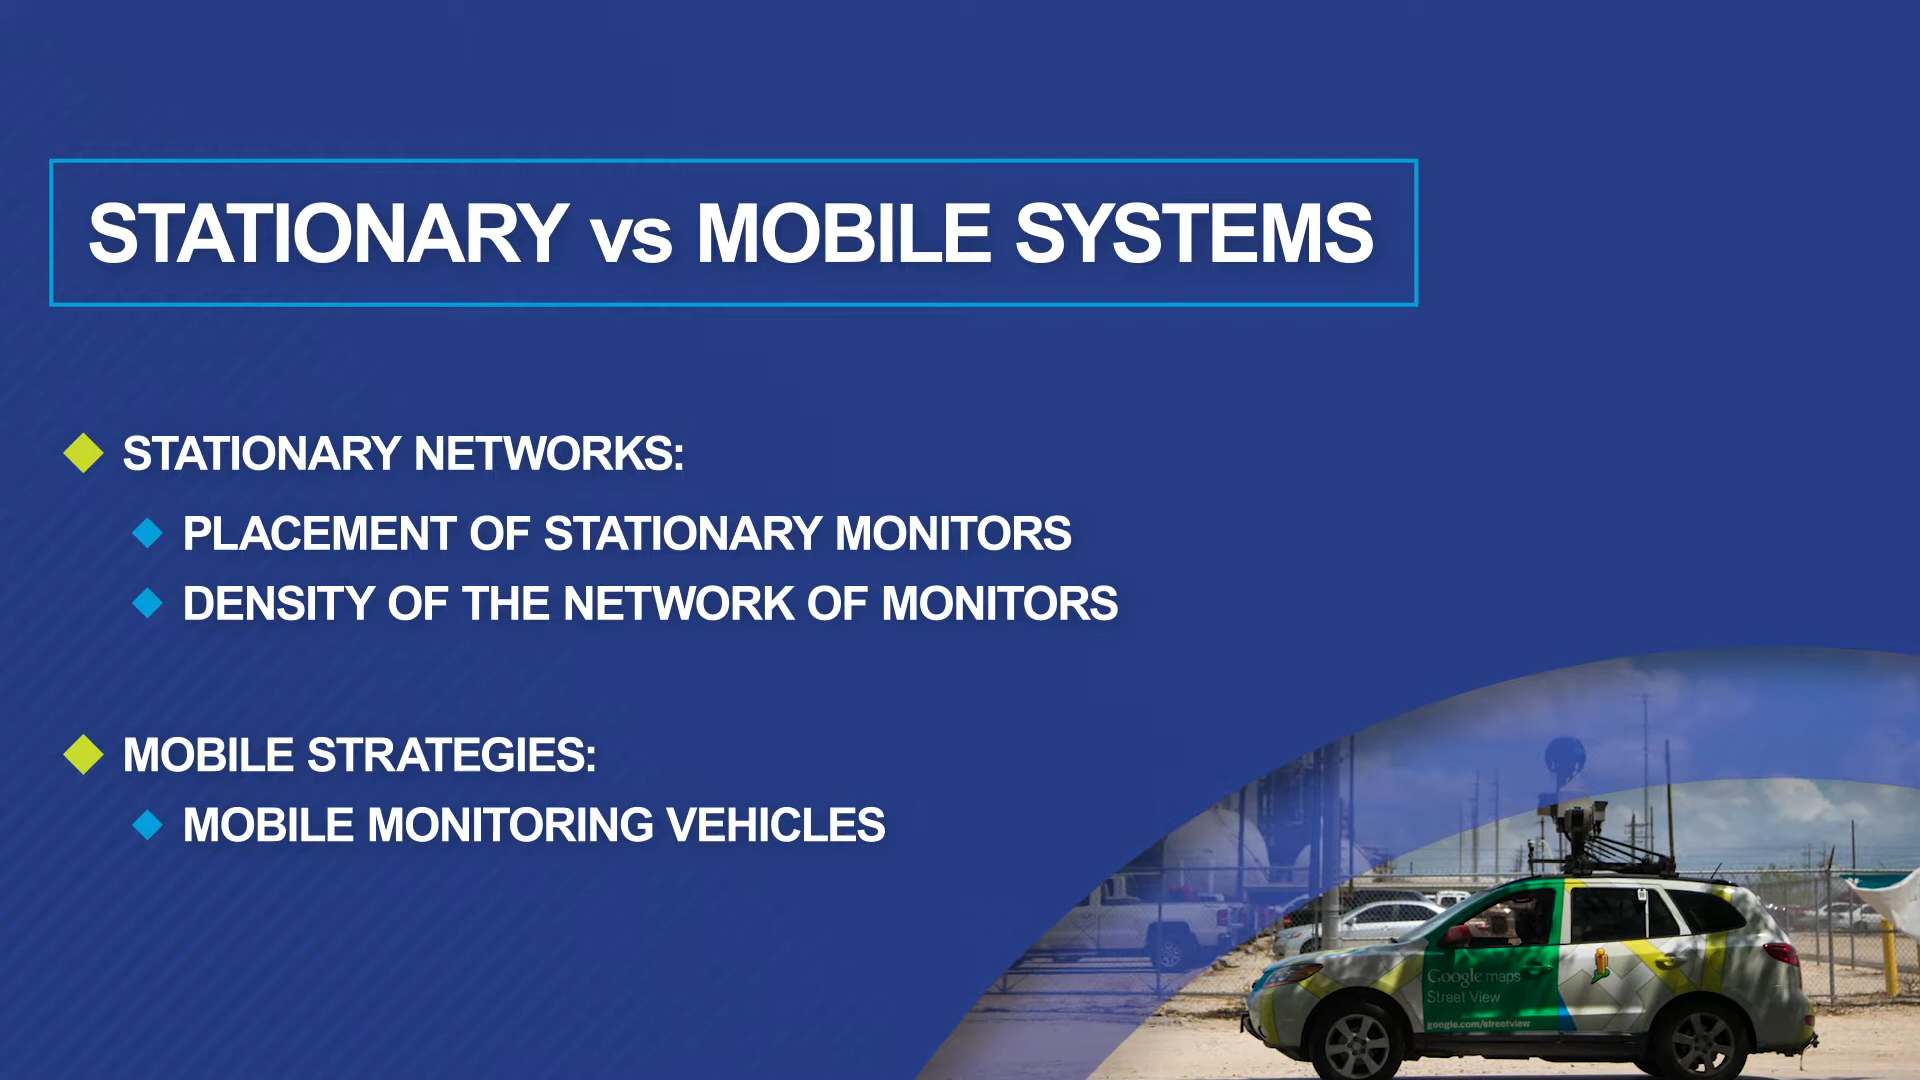 STATIONARY vs MOBILE SYSTEMS
STATIONARY NETWORKS:
PLACEMENT OF STATIONARY MONITORS
DENSITY OF THE NETWORK OF MONITORS
MOBILE STRATEGIES:
MOBILE MONITORING VEHICLES
Google maps
Street View
google.com/streetview